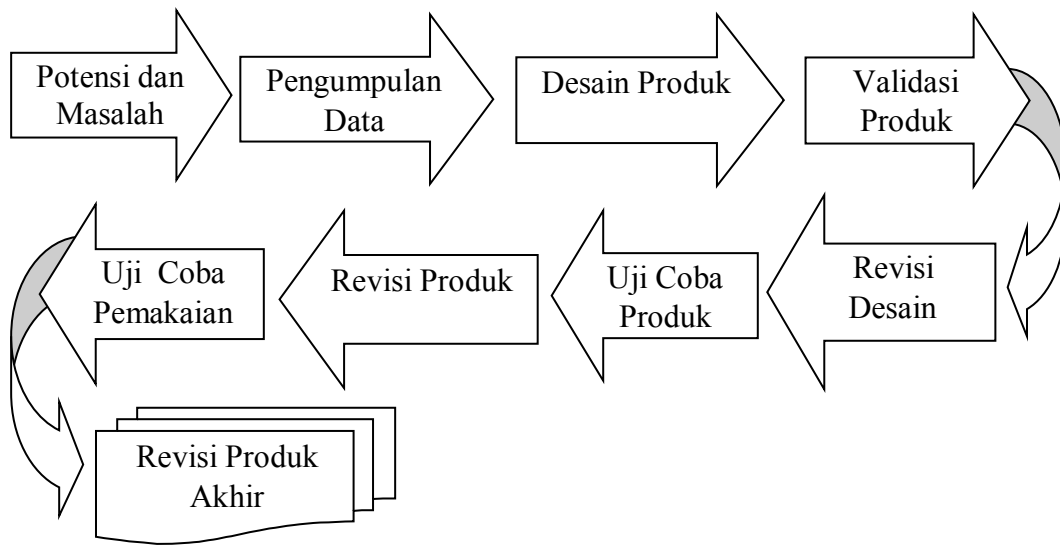 Potensi dan
Masalah
Pengumpulan
Data
Desain Produk
Validasi
Produk
Revisi
Desain
Uji Coba
Produk
Revisi Produk
Uji Coba
Pemakaian
Revisi Produk
Akhir